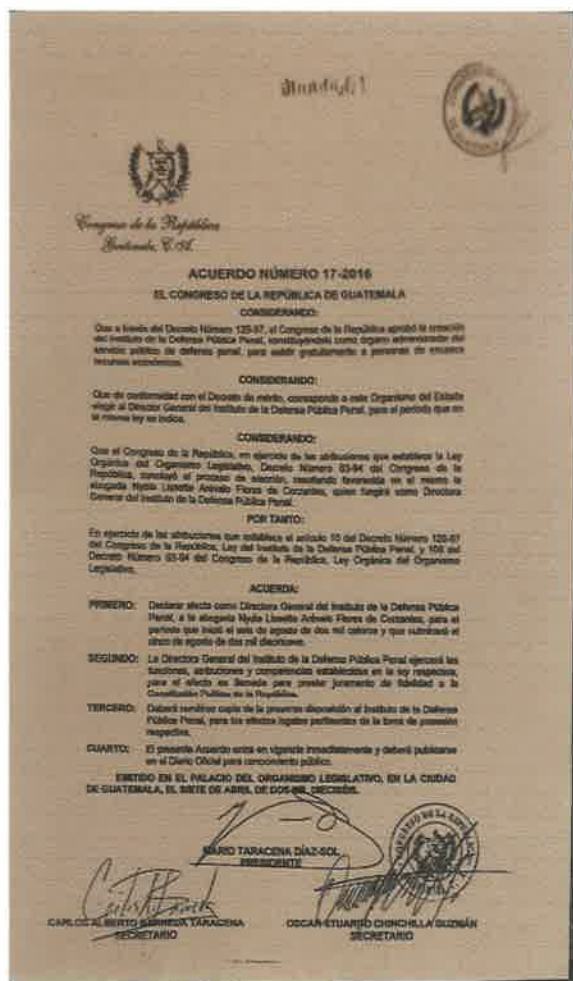 Congreso de la República
Guatemala, C. A.
ACUERDO NÚMERO 17-2016
EL CONGRESO DE LA REPÚBLICA DE GUATEMALA
CONSIDERANDO:
Que a través del Decreto Número 129-97, el Congreso de la República aprobó la creación
del Instituto de la Defensa Pública Penal, constituyéndolo como órgano administrador del
servicio público de defensa penal, para asistir gratuitamente a personas de escasos
recursos económicos.
CONSIDERANDO:
Que de conformidad con el Decreto de mérito, corresponde a este Organismo del Estado
elegir al Director General del Instituto de la Defensa Pública Penal, para el período que en
la misma ley se indica.
CONSIDERANDO:
Que el Congreso de la República, en ejercicio de las atribuciones que establece la Ley
Orgánica del Organismo Legislativo, Decreto Número 63-94 del Congreso de la
República, concluyó el proceso de elección, resultando favorecida en el mismo la
abogada Nydia Lissette Arévalo Flores de Corzantes, quien fungirá como Directora
General del Instituto de la Defensa Pública Penal.
POR TANTO:
En ejercicio de las atribuciones que establece el artículo 10 del Decreto Número 129-97
del Congreso de la República, Ley del Instituto de la Defensa Pública Penal, y 106 del
Decreto Número 63-94 del Congreso de la República, Ley Orgánica del Organismo
Legislativo,
ACUERDA:
PRIMERO: Declarar electa como Directora General del Instituto de la Defensa Pública
Penal, a la abogada Nydia Lissette Arévalo Flores de Corzantes, para el
período que inició el seis de agosto de dos mil catorce y que culminará el
cinco de agosto de dos mil diecinueve.
SEGUNDO: La Directora General del Instituto de la Defensa Pública Penal ejercerá las
funciones, atribuciones y competencias establecidas en la ley respectiva,
para el efecto es llamada para prestar juramento de fidelidad a la
Constitución Política de la República.
TERCERO: Deberá remitirse copia de la presente disposición al Instituto de la Defensa
Pública Penal, para los efectos legales pertinentes de la toma de posesión
respectiva.
CUARTO: El presente Acuerdo entra en vigencia inmediatamente y deberá publicarse
en el Diario Oficial para conocimiento público.
EMITIDO EN EL PALACIO DEL ORGANISMO LEGISLATIVO, EN LA CIUDAD
DE GUATEMALA, EL SIETE DE ABRIL DE DOS MIL DIECISÉIS.
MARIO TARACENA DÍAZ-SOL
PRESIDENTE
CARLOS ALBERTO BARREDA TARACENA
SECRETARIO
OSCAR STUARDO CHINCHILLA GUZMÁN
SECRETARIO